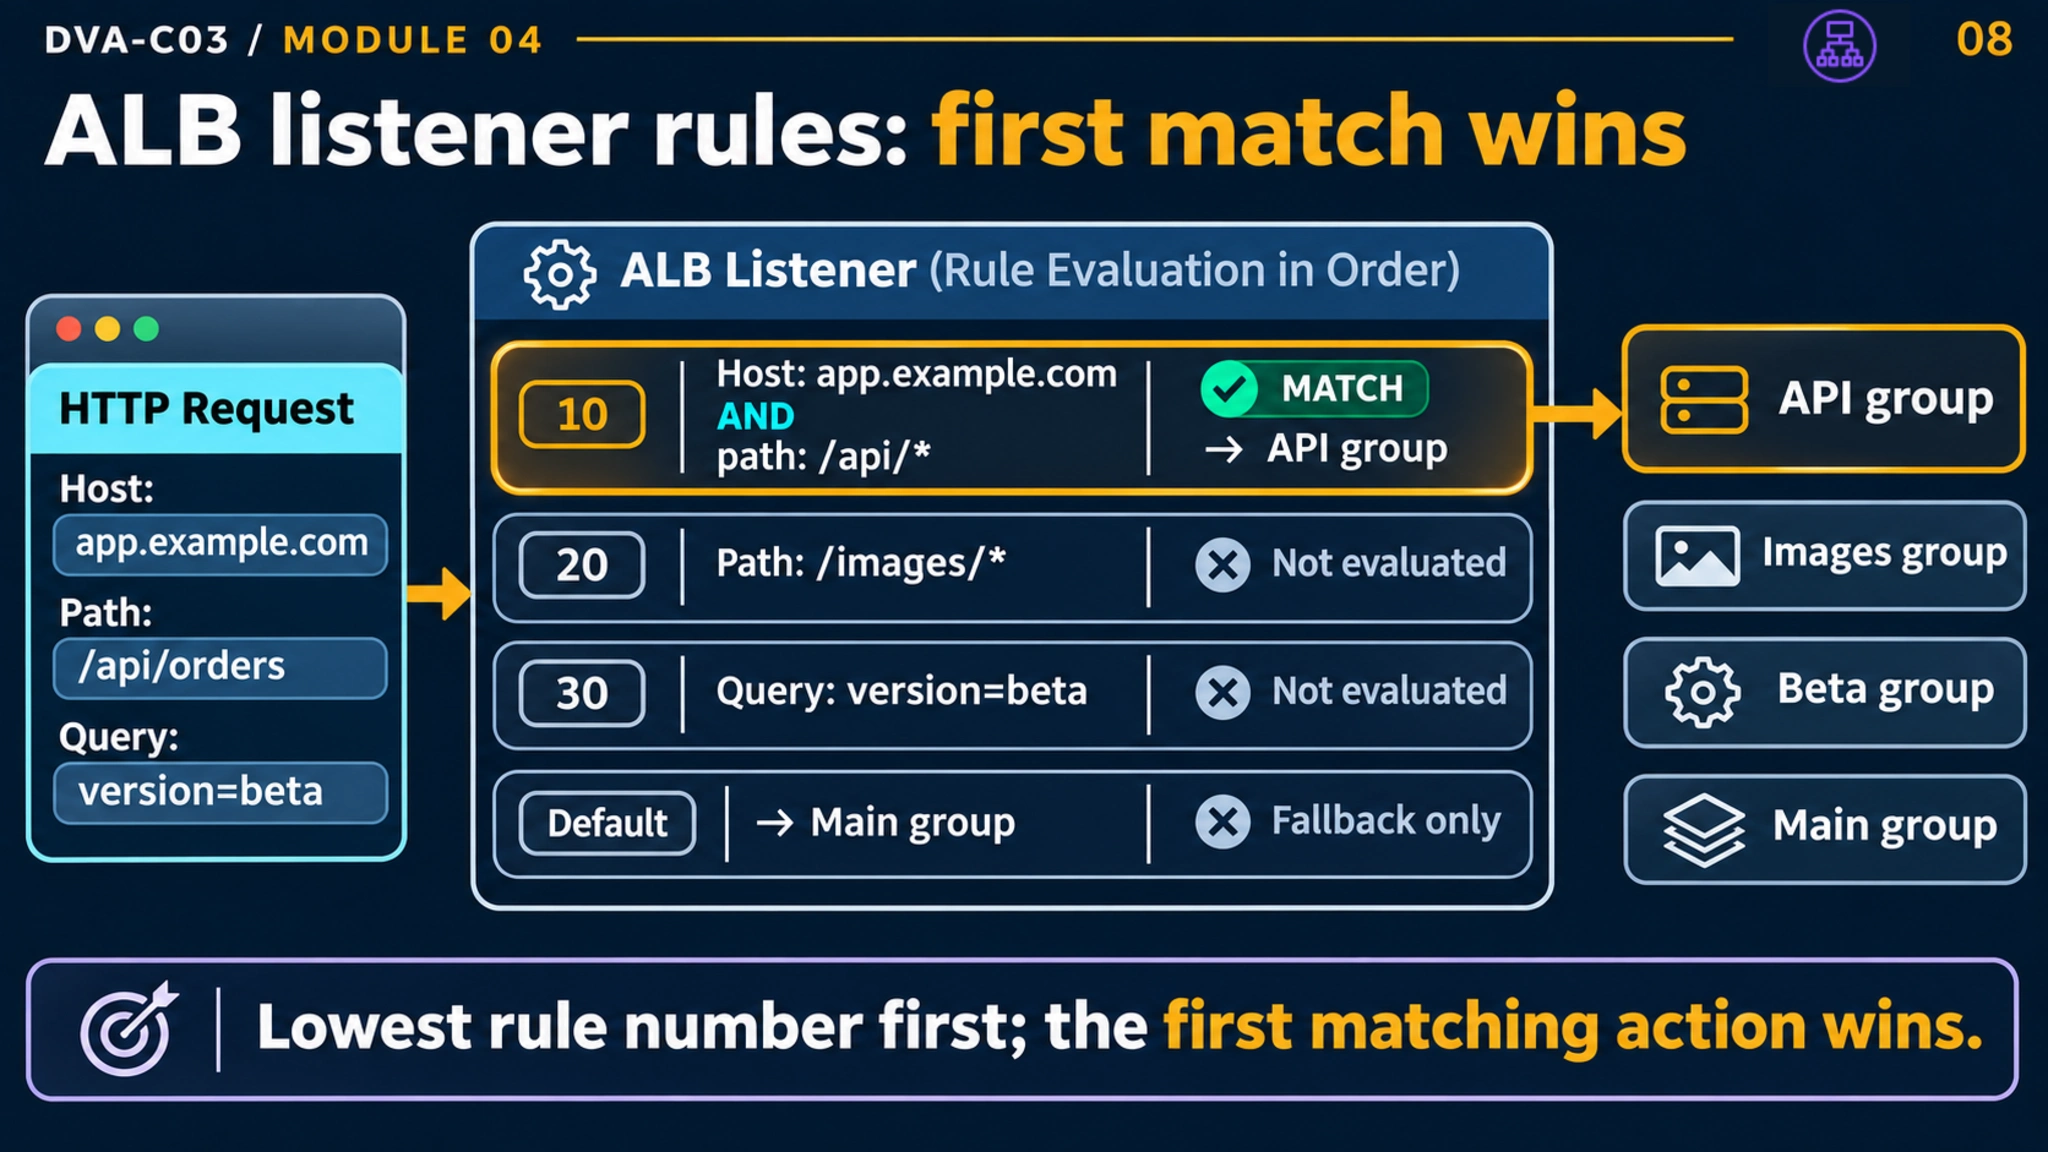 DVA-C03 / MODULE 04
08
ALB listener rules: first match wins
HTTP Request
Host:
app.example.com
Path:
/api/orders
Query:
version=beta
ALB Listener (Rule Evaluation in Order)
10
Host: app.example.com
AND
path: /api/*
MATCH
→ API group
20
Path: /images/*
Not evaluated
30
Query: version=beta
Not evaluated
Default
→ Main group
Fallback only
API group
Images group
Beta group
Main group
Lowest rule number first; the first matching action wins.